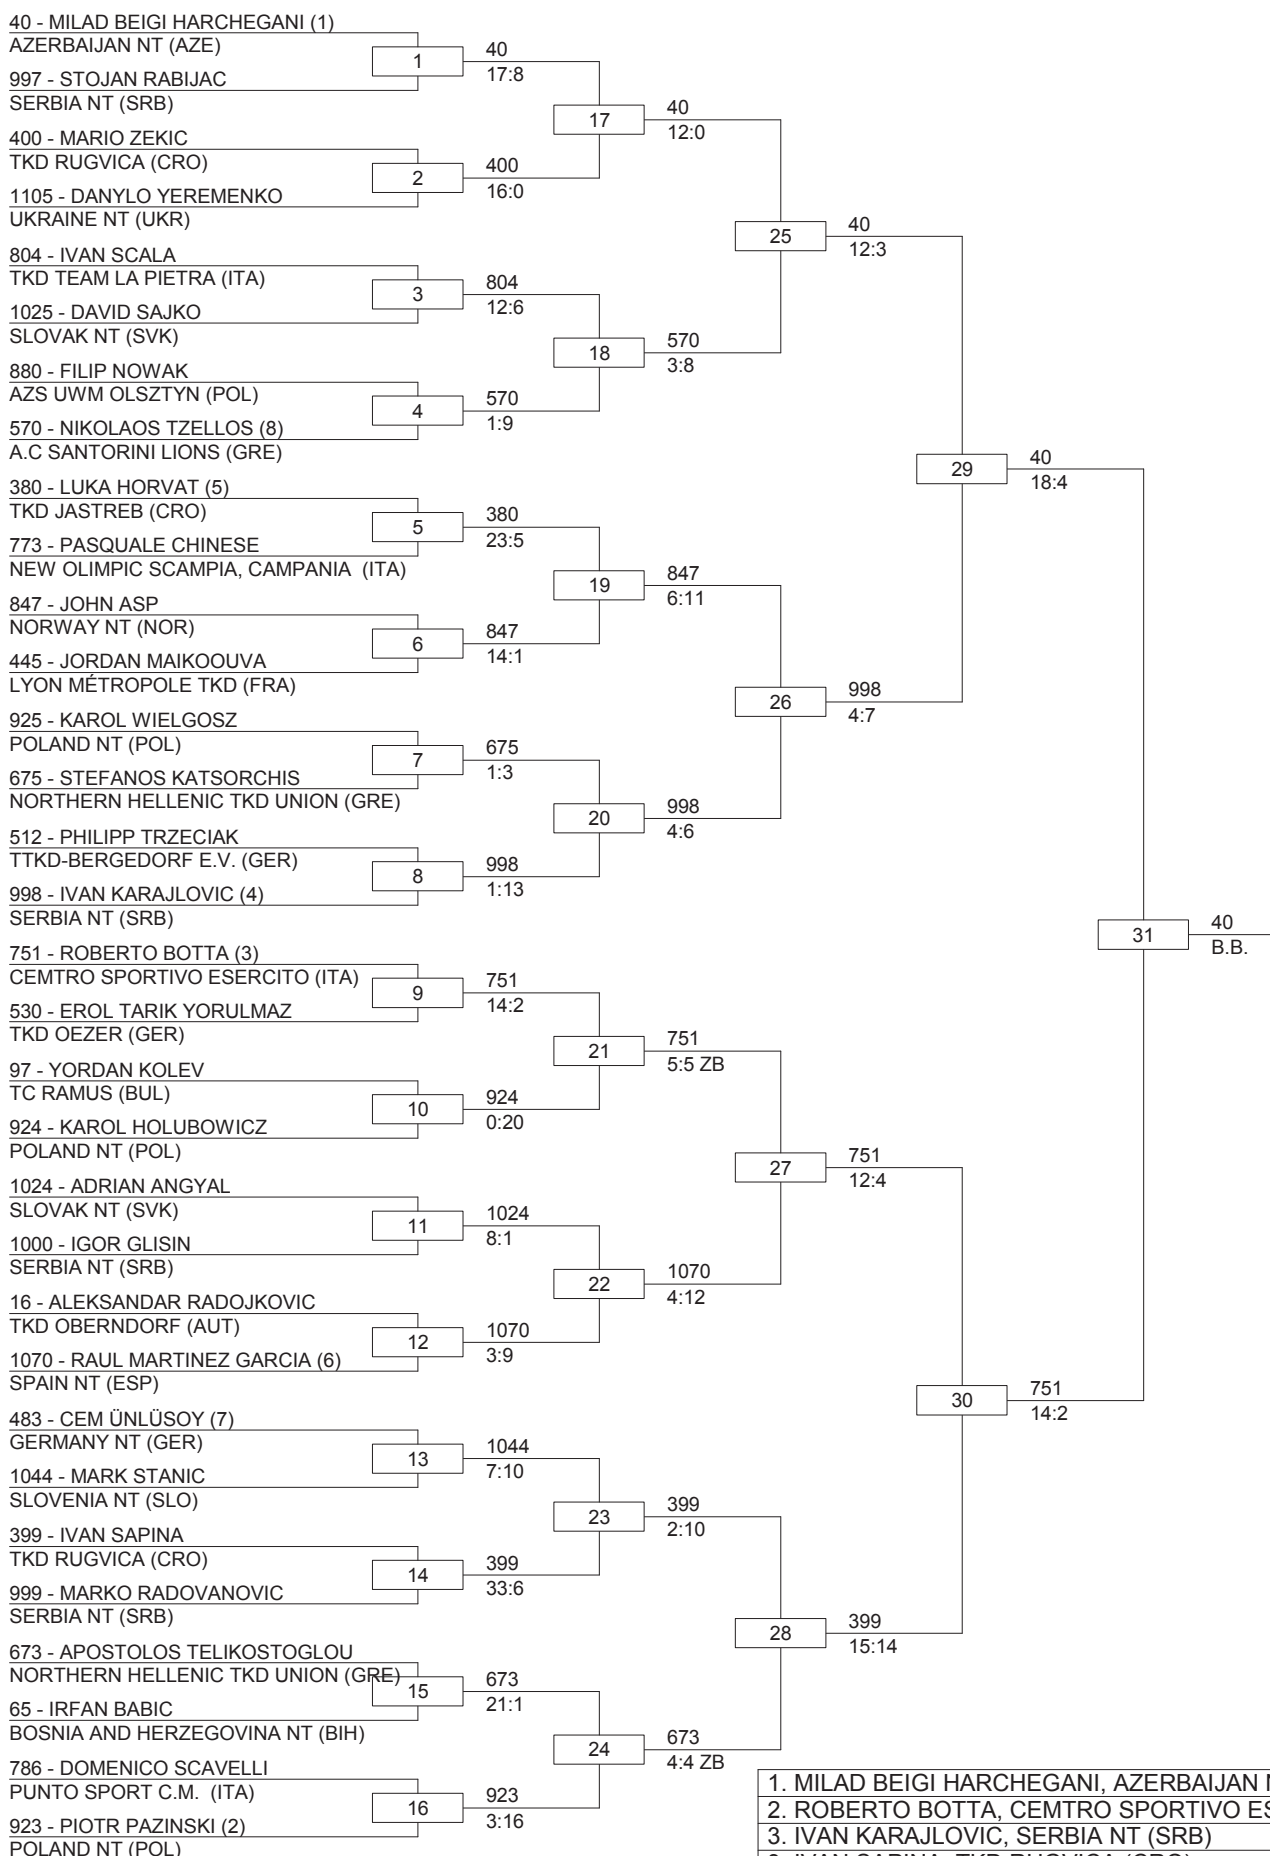 40 - MILAD BEIGI HARCHEGANI (1)
AZERBAIJAN NT (AZE)
997 - STOJAN RABIJAC
SERBIA NT (SRB)
400 - MARIO ZEKIC
TKD RUGVICA (CRO)
1105 - DANYLO YEREMENKO
UKRAINE NT (UKR)
804 - IVAN SCALA
TKD TEAM LA PIETRA (ITA)
1025 - DAVID SAJKO
SLOVAK NT (SVK)
880 - FILIP NOWAK
AZS UWM OLSZTYN (POL)
570 - NIKOLAOS TZELLOS (8)
A.C SANTORINI LIONS (GRE)
380 - LUKA HORVAT (5)
TKD JASTREB (CRO)
773 - PASQUALE CHINESE
NEW OLIMPIC SCAMPIA, CAMPANIA (ITA)
847 - JOHN ASP
NORWAY NT (NOR)
445 - JORDAN MAIKOOUVA
LYON MÉTROPOLE TKD (FRA)
925 - KAROL WIELGOSZ
POLAND NT (POL)
675 - STEFANOS KATSORCHIS
NORTHERN HELLENIC TKD UNION (GRE)
512 - PHILIPP TRZECIAK
TTKD-BERGEDORF E.V. (GER)
998 - IVAN KARAJLOVIC (4)
SERBIA NT (SRB)
751 - ROBERTO BOTTA (3)
CEMTRO SPORTIVO ESERCITO (ITA)
530 - EROL TARIK YORULMAZ
TKD OEZER (GER)
97 - YORDAN KOLEV
TC RAMUS (BUL)
924 - KAROL HOLUBOWICZ
POLAND NT (POL)
1024 - ADRIAN ANGYAL
SLOVAK NT (SVK)
1000 - IGOR GLISIN
SERBIA NT (SRB)
16 - ALEKSANDAR RADOJKOVIC
TKD OBERNDORF (AUT)
1070 - RAUL MARTINEZ GARCIA (6)
SPAIN NT (ESP)
483 - CEM ÜNLÜSOY (7)
GERMANY NT (GER)
1044 - MARK STANIC
SLOVENIA NT (SLO)
399 - IVAN SAPINA
TKD RUGVICA (CRO)
999 - MARKO RADOVANOVIC
SERBIA NT (SRB)
673 - APOSTOLOS TELIKOSTOGLOU
NORTHERN HELLENIC TKD UNION (GRE)
65 - IRFAN BABIC
BOSNIA AND HERZEGOVINA NT (BIH)
786 - DOMENICO SCAVELLI
PUNTO SPORT C.M. (ITA)
923 - PIOTR PAZINSKI (2)
POLAND NT (POL)
1
40
17:8
2
400
16:0
3
804
12:6
4
570
1:9
5
380
23:5
6
847
14:1
7
675
1:3
8
998
1:13
9
751
14:2
10
924
0:20
11
1024
8:1
12
1070
3:9
13
1044
7:10
14
399
33:6
15
673
21:1
16
923
3:16
17
40
12:0
18
570
3:8
19
847
6:11
20
998
4:6
21
751
5:5 ZB
22
1070
4:12
23
399
2:10
24
673
4:4 ZB
25
40
12:3
26
998
4:7
27
751
12:4
28
399
15:14
29
40
18:4
30
751
14:2
31
40
B.B.
1. MILAD BEIGI HARCHEGANI, AZERBAIJAN
2. ROBERTO BOTTA, CEMTRO SPORTIVO
3. IVAN KARAJLOVIC, SERBIA NT (SRB)
3. IVAN SAPINA, TKD RUGVICA (CRO)